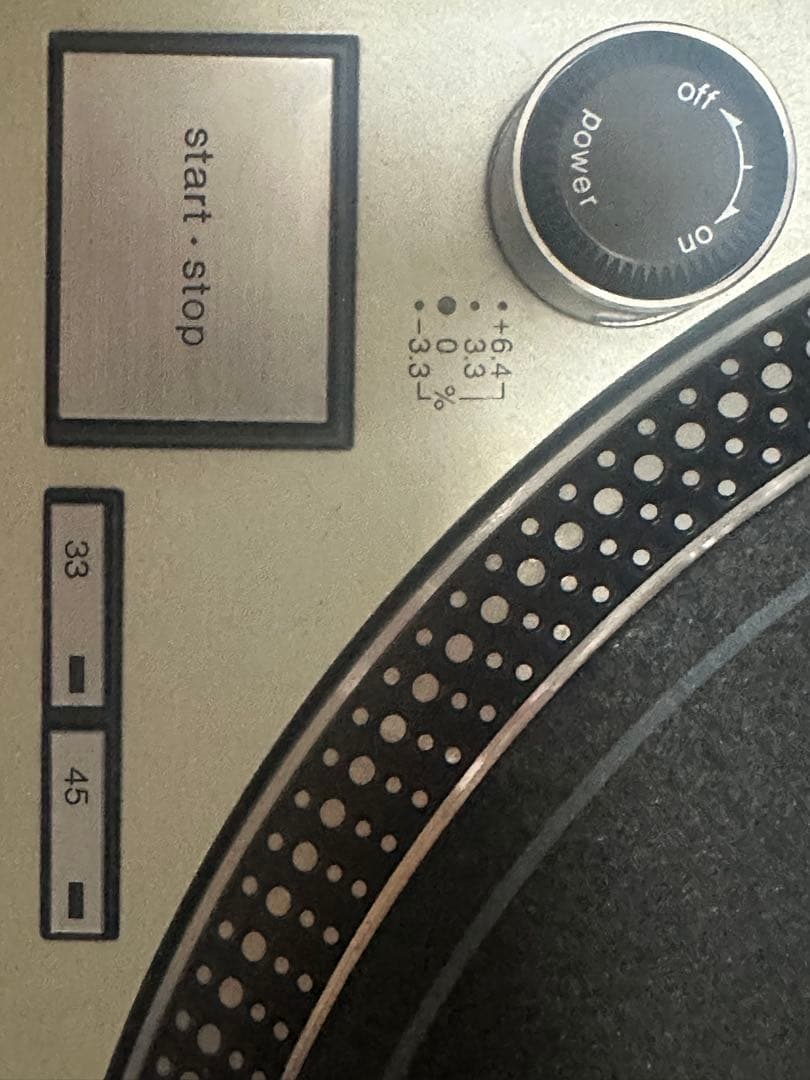 off
on
power
+6.4
3.3
0 %
−3.3
start · stop
33
45